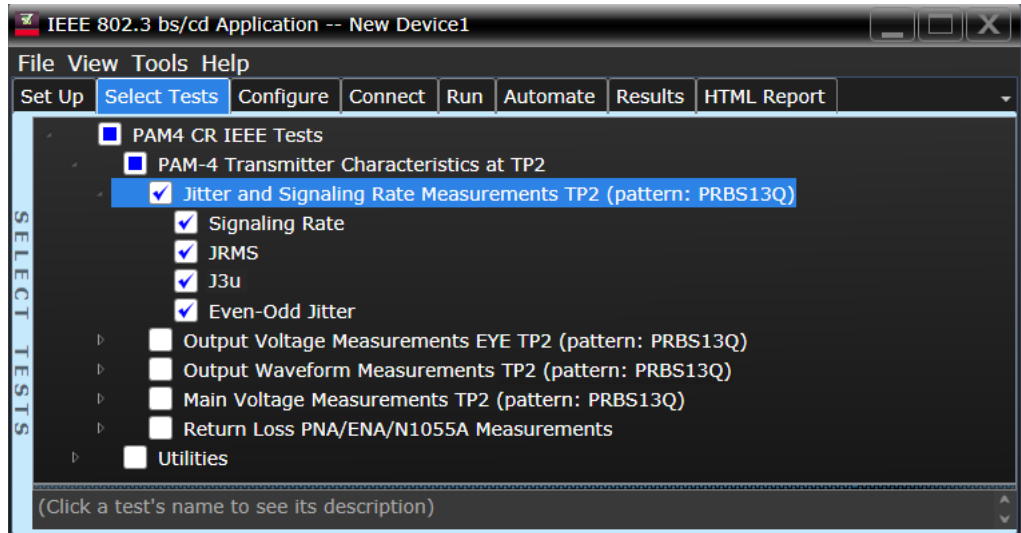 IEEE 802.3 bs/cd Application -- New Device1
File View Tools Help
Set Up Select Tests Configure Connect Run Automate Results HTML Report
SELECT TESTS
PAM4 CR IEEE Tests
PAM-4 Transmitter Characteristics at TP2
Jitter and Signaling Rate Measurements TP2 (pattern: PRBS13Q)
Signaling Rate
JRMS
J3u
Even-Odd Jitter
Output Voltage Measurements EYE TP2 (pattern: PRBS13Q)
Output Waveform Measurements TP2 (pattern: PRBS13Q)
Main Voltage Measurements TP2 (pattern: PRBS13Q)
Return Loss PNA/ENA/N1055A Measurements
Utilities
(Click a test's name to see its description)